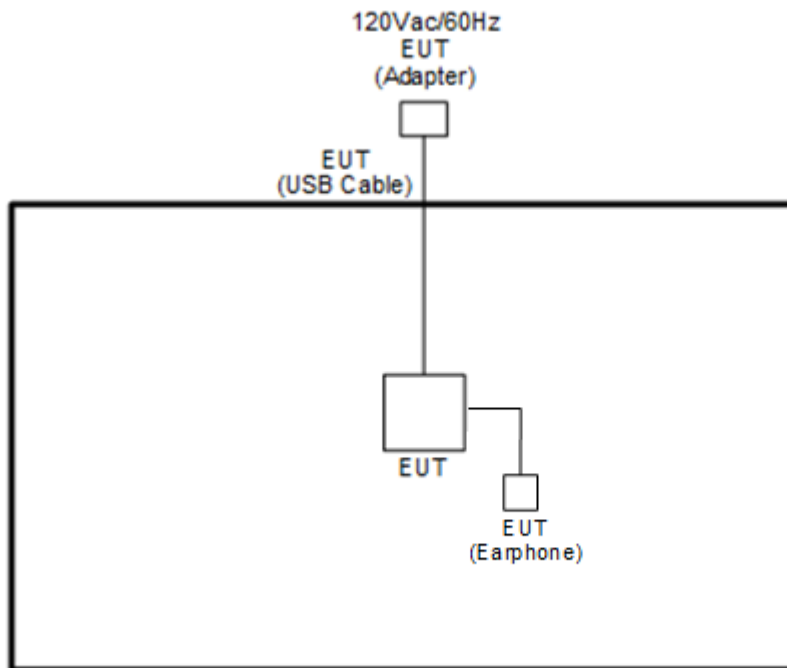 120Vac/60Hz
EUT
(Adapter)
EUT
(USB Cable)
EUT
EUT
(Earphone)